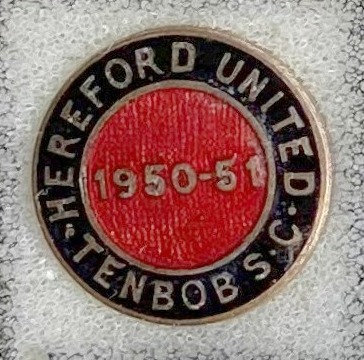 ·HEREFORD UNITED·
1950-51
TENBOB S.C.